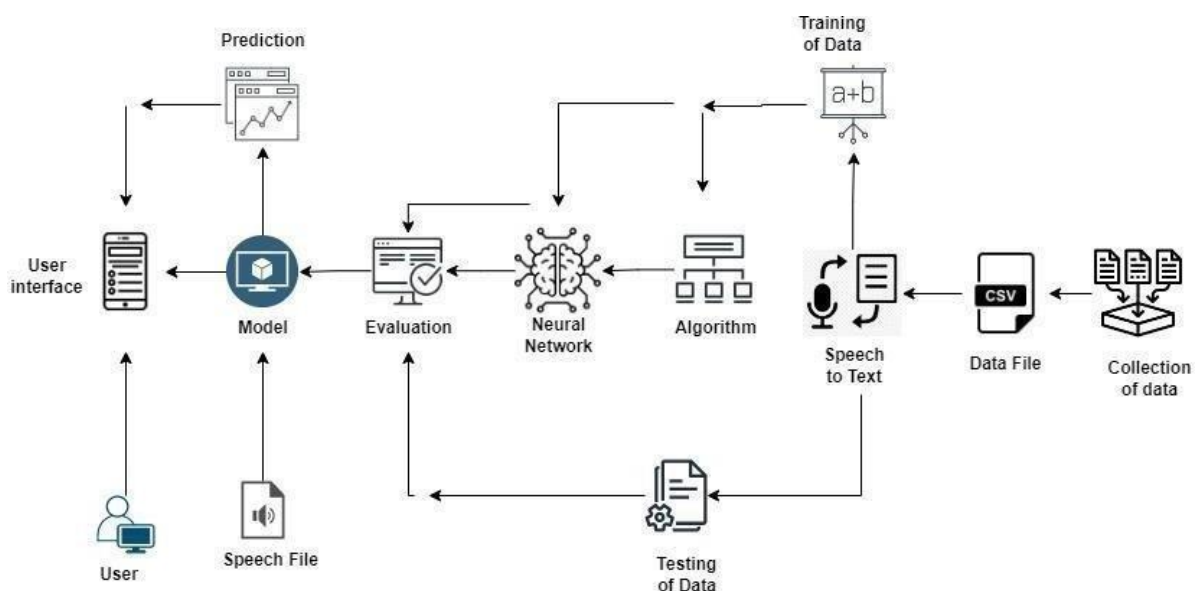 Prediction
Training
of Data
a+b
User
interface
Model
Evaluation
Neural
Network
Algorithm
Speech
to Text
CSV
Data File
Collection
of data
User
Speech File
Testing
of Data